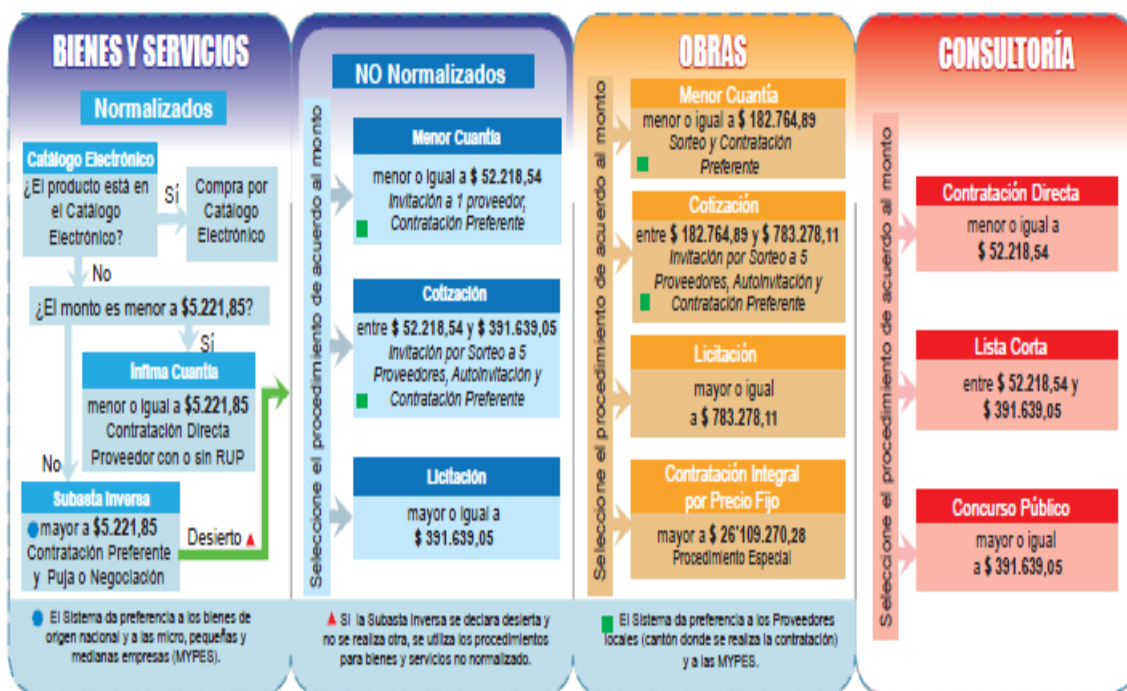 BIENES Y SERVICIOS
Normalizados
Catálogo Electrónico
¿El producto está en
el Catálogo
Electrónico?
Sí
Compra por
Catálogo
Electrónico
No
¿El monto es menor a $5.221,85?
Sí
Ínfima Cuantía
menor o igual a $5.221,85
Contratación Directa
Proveedor con o sin RUP
No
Subasta Inversa
mayor a $5.221,85
Contratación Preferente
y Puja o Negociación
Desierto
El Sistema da preferencia a los bienes de
origen nacional y a las micro, pequeñas y
medianas empresas (MYPES).
NO Normalizados
Seleccione el procedimiento de acuerdo al monto
Menor Cuantía
menor o igual a $ 52.218,54
Invitación a 1 proveedor,
Contratación Preferente
Cotización
entre $ 52.218,54 y $ 391.639,05
Invitación por Sorteo a 5
Proveedores, Autoinvitación y
Contratación Preferente
Licitación
mayor o igual a
$ 391.639,05
Si la Subasta Inversa se declara desierta y
no se realiza otra, se utiliza los procedimientos
para bienes y servicios no normalizado.
OBRAS
Seleccione el procedimiento de acuerdo al monto
Menor Cuantía
menor o igual a $ 182.764,89
Sorteo y Contratación
Preferente
Cotización
entre $ 182.764,89 y $ 783.278,11
Invitación por Sorteo a 5
Proveedores, Autoinvitación y
Contratación Preferente
Licitación
mayor o igual
a $ 783.278,11
Contratación Integral
por Precio Fijo
mayor a $ 26'109.270,28
Procedimiento Especial
El Sistema da preferencia a los Proveedores
locales (cantón donde se realiza la contratación)
y a las MYPES.
CONSULTORÍA
Seleccione el procedimiento de acuerdo al monto
Contratación Directa
menor o igual a
$ 52.218,54
Lista Corta
entre $ 52.218,54 y
$ 391.639,05
Concurso Público
mayor o igual
a $ 391.639,05